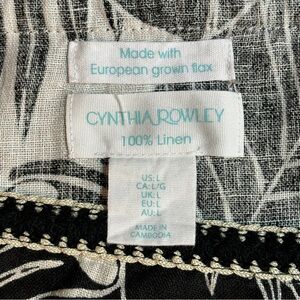 Made with
European grown flax
CYNTHIA ROWLEY
100% Linen
US: L
CA: L/G
UK: L
EU: L
AU: L
MADE IN
CAMBODIA